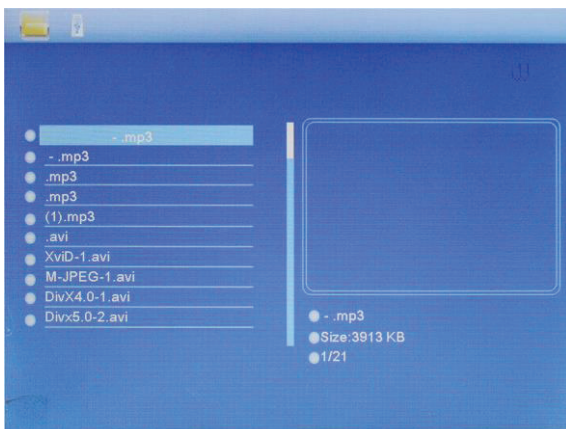 - .mp3
- .mp3
.mp3
.mp3
(1).mp3
.avi
XviD-1.avi
M-JPEG-1.avi
DivX4.0-1.avi
Divx5.0-2.avi
- .mp3
Size:3913 KB
1/21